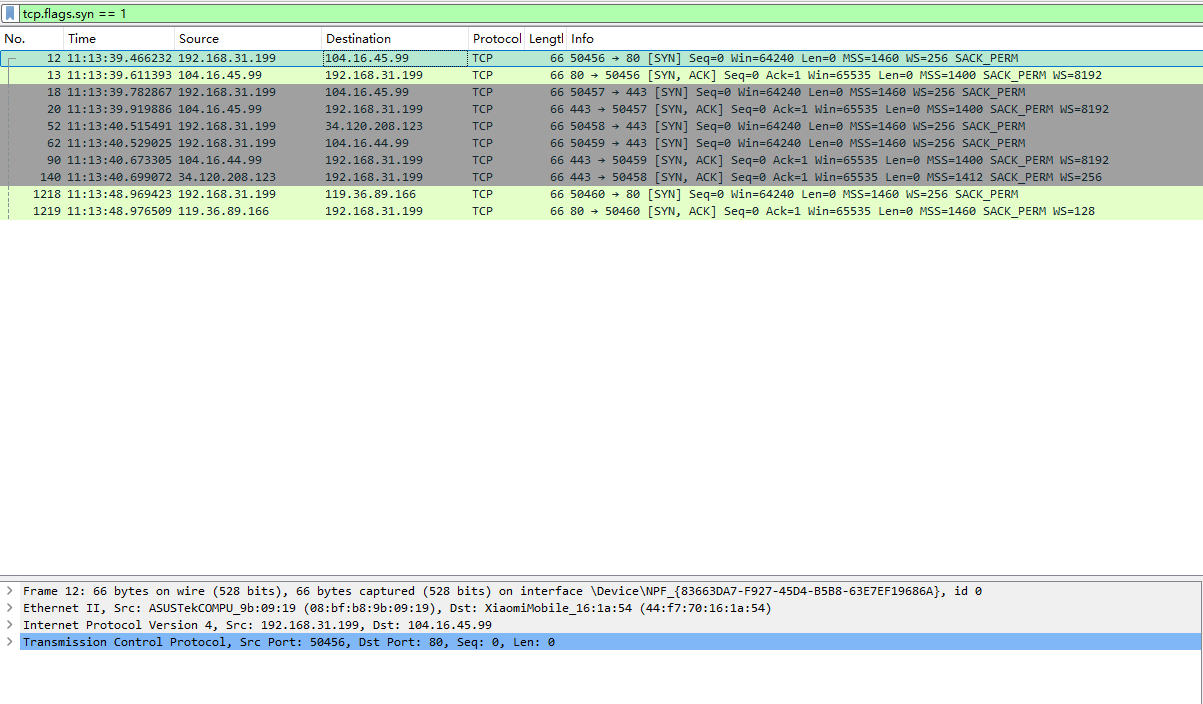 tcp.flags.syn == 1
No. Time Source Destination Protocol Lengtl Info
12 11:13:39.466232 192.168.31.199 104.16.45.99 TCP 66 50456 → 80 [SYN] Seq=0 Win=64240 Len=0 MSS=1460 WS=256 SACK_PERM
13 11:13:39.611393 104.16.45.99 192.168.31.199 TCP 66 80 → 50456 [SYN, ACK] Seq=0 Ack=1 Win=65535 Len=0 MSS=1400 SACK_PERM WS=8192
18 11:13:39.782867 192.168.31.199 104.16.45.99 TCP 66 50457 → 443 [SYN] Seq=0 Win=64240 Len=0 MSS=1460 WS=256 SACK_PERM
20 11:13:39.919886 104.16.45.99 192.168.31.199 TCP 66 443 → 50457 [SYN, ACK] Seq=0 Ack=1 Win=65535 Len=0 MSS=1400 SACK_PERM WS=8192
52 11:13:40.515491 192.168.31.199 34.120.208.123 TCP 66 50458 → 443 [SYN] Seq=0 Win=64240 Len=0 MSS=1460 WS=256 SACK_PERM
62 11:13:40.529025 192.168.31.199 104.16.44.99 TCP 66 50459 → 443 [SYN] Seq=0 Win=64240 Len=0 MSS=1460 WS=256 SACK_PERM
90 11:13:40.673305 104.16.44.99 192.168.31.199 TCP 66 443 → 50459 [SYN, ACK] Seq=0 Ack=1 Win=65535 Len=0 MSS=1400 SACK_PERM WS=8192
140 11:13:40.699072 34.120.208.123 192.168.31.199 TCP 66 443 → 50458 [SYN, ACK] Seq=0 Ack=1 Win=65535 Len=0 MSS=1412 SACK_PERM WS=256
1218 11:13:48.969423 192.168.31.199 119.36.89.166 TCP 66 50460 → 80 [SYN] Seq=0 Win=64240 Len=0 MSS=1460 WS=256 SACK_PERM
1219 11:13:48.976509 119.36.89.166 192.168.31.199 TCP 66 80 → 50460 [SYN, ACK] Seq=0 Ack=1 Win=65535 Len=0 MSS=1460 SACK_PERM WS=128
Frame 12: 66 bytes on wire (528 bits), 66 bytes captured (528 bits) on interface \Device\NPF_{83663DA7-F927-45D4-B5B8-63E7EF19686A}, id 0
Ethernet II, Src: ASUSTekCOMPU_9b:09:19 (08:bf:b8:9b:09:19), Dst: XiaomiMobile_16:1a:54 (44:f7:70:16:1a:54)
Internet Protocol Version 4, Src: 192.168.31.199, Dst: 104.16.45.99
Transmission Control Protocol, Src Port: 50456, Dst Port: 80, Seq: 0, Len: 0